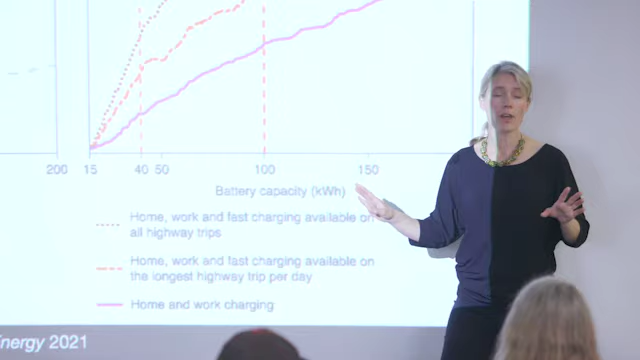 200
15
40
50
100
150
Battery capacity (kWh)
Home, work and fast charging available on
all highway trips
Home, work and fast charging available on
the longest highway trip per day
Home and work charging
Energy 2021